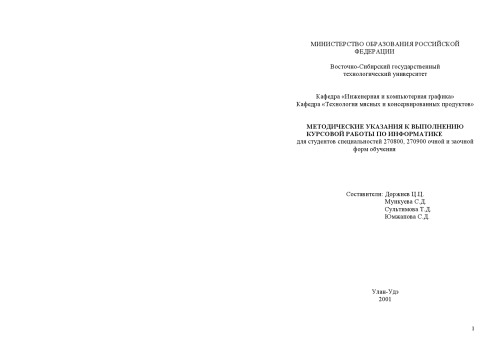 МИНИСТЕРСТВО ОБРАЗОВАНИЯ РОССИЙСКОЙ
ФЕДЕРАЦИИ
Восточно-Сибирский государственный
технологический университет
Кафедра «Инженерная и компьютерная графика»
Кафедра «Технология мясных и консервированных продуктов»
МЕТОДИЧЕСКИЕ УКАЗАНИЯ К ВЫПОЛНЕНИЮ
КУРСОВОЙ РАБОТЫ ПО ИНФОРМАТИКЕ
для студентов специальностей 270800, 270900 очной и заочной
форм обучения
Составители: Доржиев Ц.Ц.
Мункуева С.Д.
Султимова Т.Д.
Юмжапова С.Д.
Улан-Удэ
2001
1